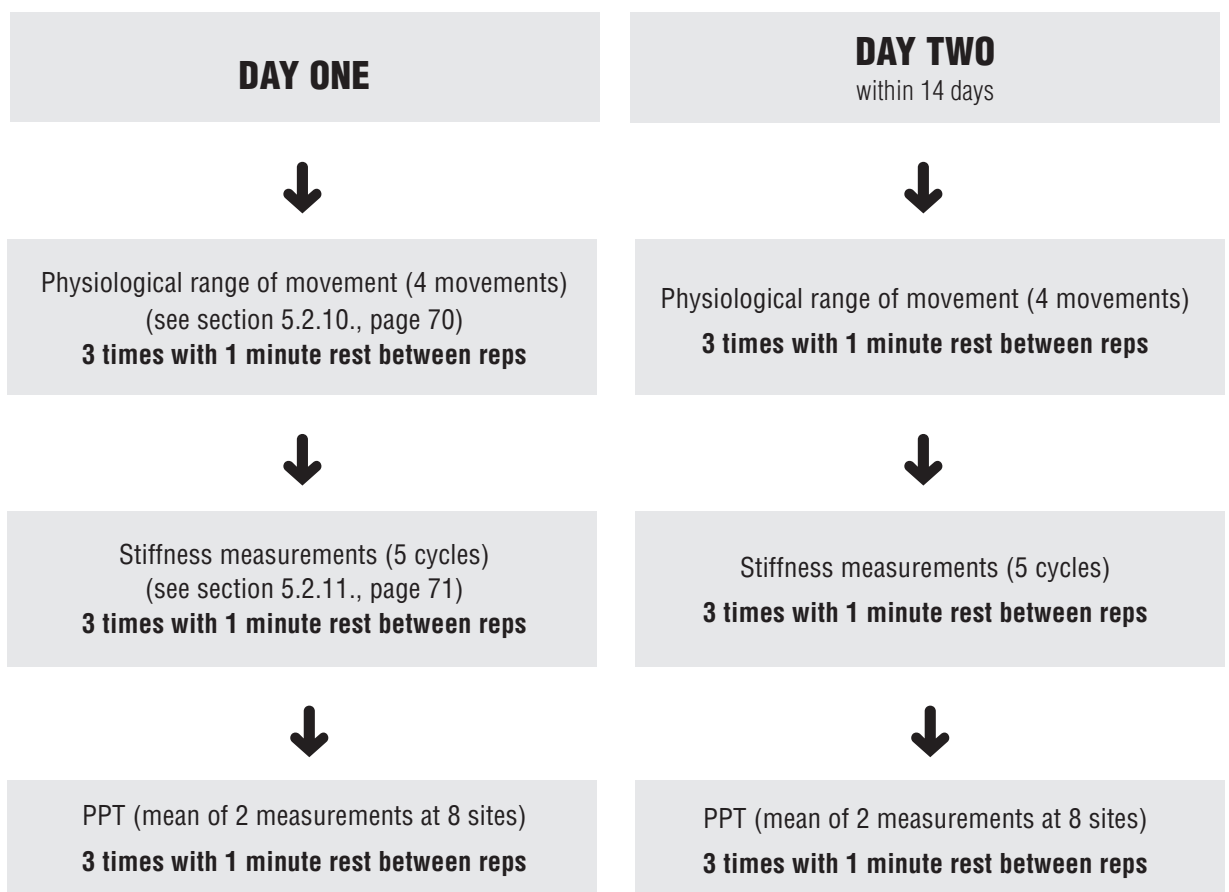 DAY ONE
Physiological range of movement (4 movements)
(see section 5.2.10., page 70)
3 times with 1 minute rest between reps
Stiffness measurements (5 cycles)
(see section 5.2.11., page 71)
3 times with 1 minute rest between reps
PPT (mean of 2 measurements at 8 sites)
3 times with 1 minute rest between reps
DAY TWO
within 14 days
Physiological range of movement (4 movements)
3 times with 1 minute rest between reps
Stiffness measurements (5 cycles)
3 times with 1 minute rest between reps
PPT (mean of 2 measurements at 8 sites)
3 times with 1 minute rest between reps